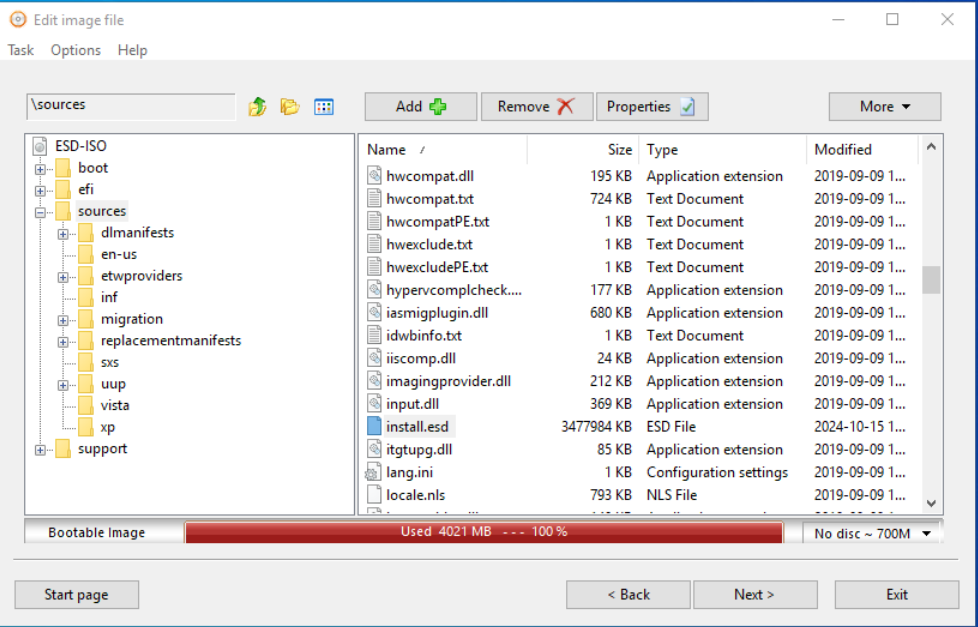 Edit image file
Task Options Help
\sources
Add Remove Properties More
ESD-ISO
boot
efi
sources
dlmanifests
en-us
etwproviders
inf
migration
replacementmanifests
sxs
uup
vista
xp
support
Name / Size Type Modified
hwcompat.dll 195 KB Application extension 2019-09-09 1...
hwcompat.txt 724 KB Text Document 2019-09-09 1...
hwcompatPE.txt 1 KB Text Document 2019-09-09 1...
hwexclude.txt 1 KB Text Document 2019-09-09 1...
hwexcludePE.txt 1 KB Text Document 2019-09-09 1...
hypervcomplcheck.... 177 KB Application extension 2019-09-09 1...
iasmigplugin.dll 680 KB Application extension 2019-09-09 1...
idwbinfo.txt 1 KB Text Document 2019-09-09 1...
iiscomp.dll 24 KB Application extension 2019-09-09 1...
imagingprovider.dll 212 KB Application extension 2019-09-09 1...
input.dll 369 KB Application extension 2019-09-09 1...
install.esd 3477984 KB ESD File 2024-10-15 1...
itgtupg.dll 85 KB Application extension 2019-09-09 1...
lang.ini 1 KB Configuration settings 2019-09-09 1...
locale.nls 793 KB NLS File 2019-09-09 1...
Bootable Image Used 4021 MB - - - 100 % No disc ~ 700M
Start page < Back Next > Exit